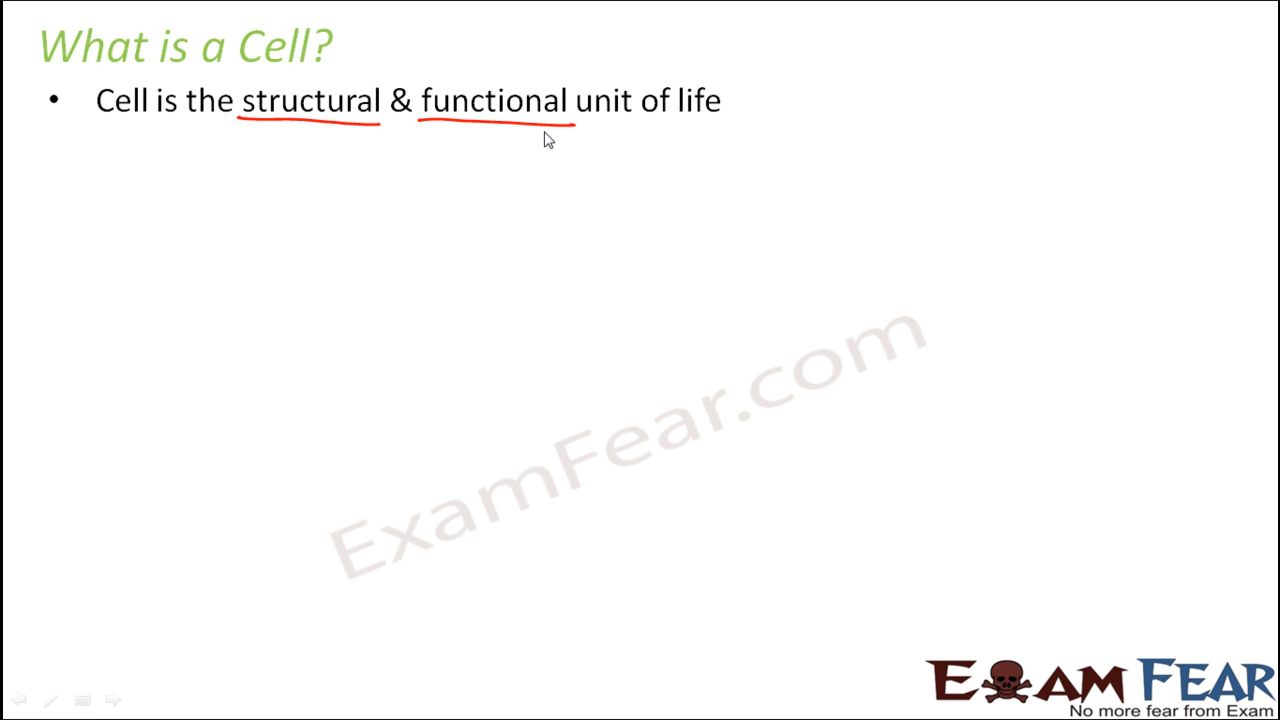 What is a Cell?
• Cell is the structural & functional unit of life
ExamFear.com
EXAM FEAR
No more fear from Exam